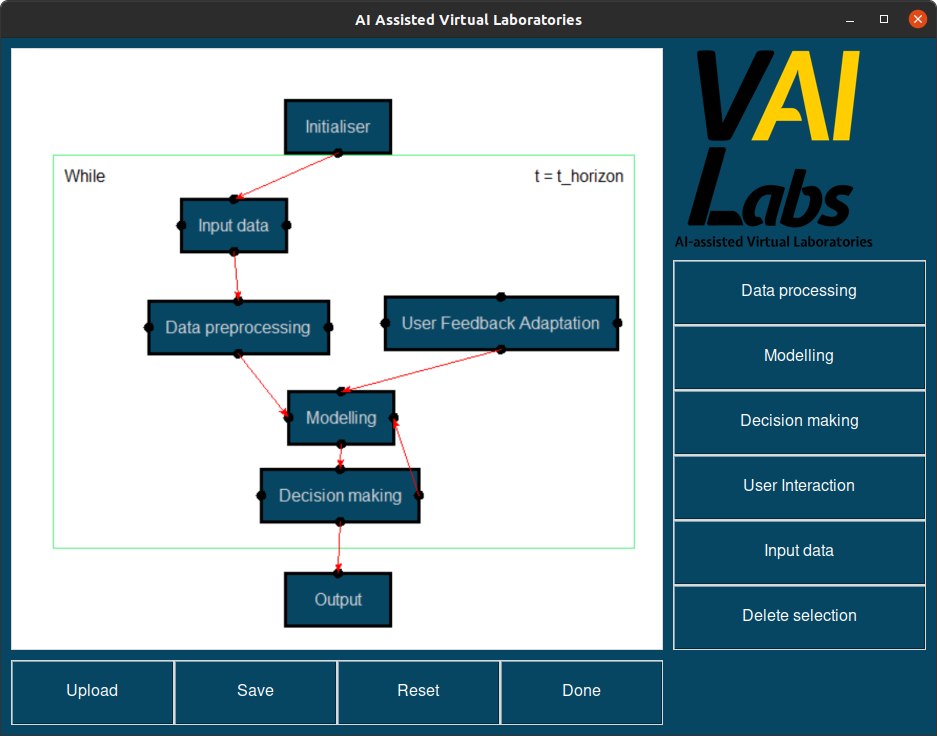 AI Assisted Virtual Laboratories
Initialiser
While
t = t_horizon
Input data
Data preprocessing
User Feedback Adaptation
Modelling
Decision making
Output
VAI
Labs
AI-assisted Virtual Laboratories
Data processing
Modelling
Decision making
User Interaction
Input data
Delete selection
Upload
Save
Reset
Done